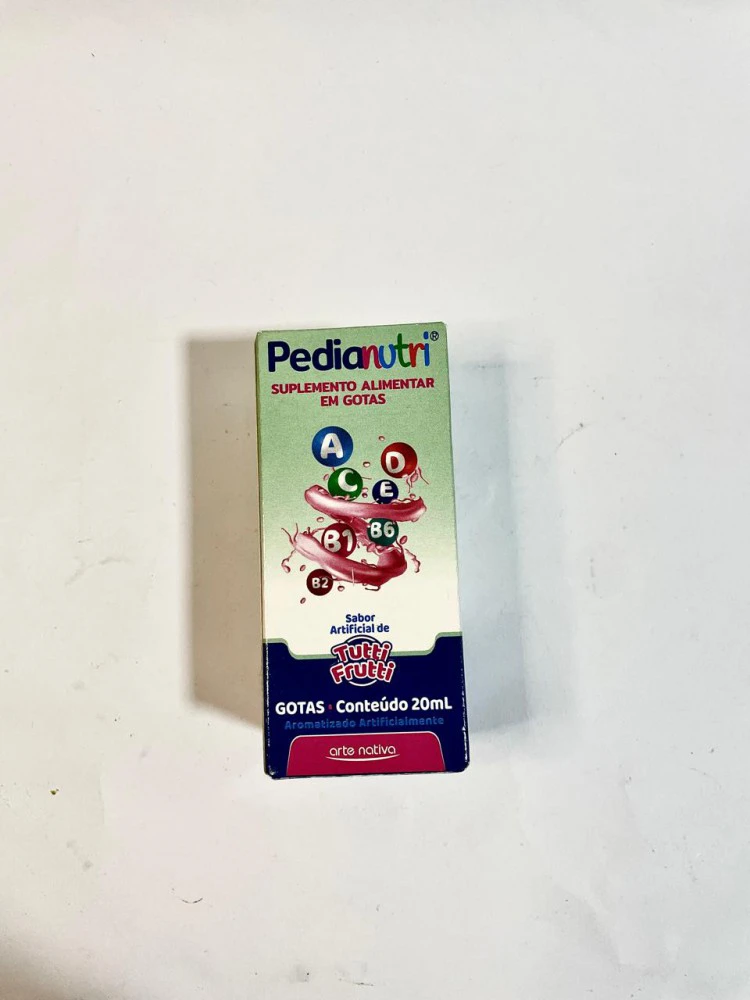 Pedianutri®
SUPLEMENTO ALIMENTAR
EM GOTAS
A
D
C
E
B1
B6
B2
Sabor
Artificial de
Tutti
Frutti
GOTAS • Conteúdo 20mL
Aromatizado Artificialmente
arte nativa